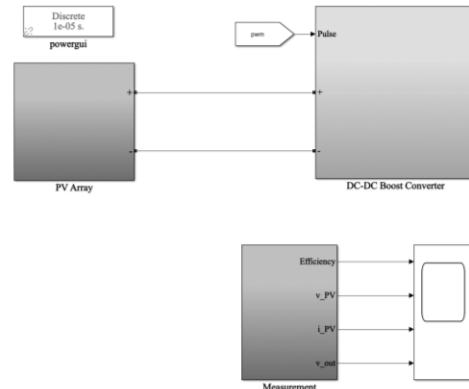 Discrete
1e-05 s.
powergui
pwm
Pulse
+
+
-
-
PV Array
DC-DC Boost Converter
Efficiency
v_PV
i_PV
v_out
Measurement